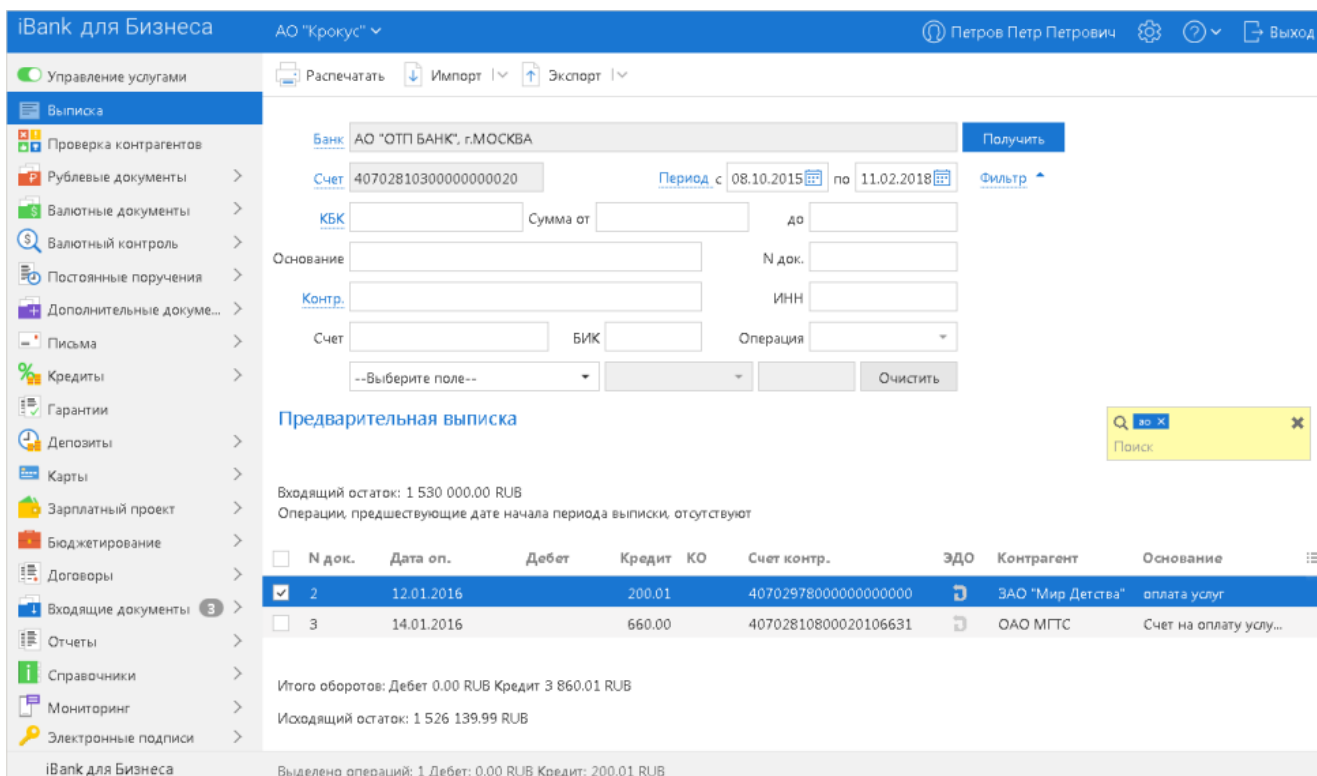 iBank для Бизнеса
АО "Крокус"
Петров Петр Петрович
Выход
Управление услугами
Выписка
Проверка контрагентов
Рублевые документы
Валютные документы
Валютный контроль
Постоянные поручения
Дополнительные докуме...
Письма
Кредиты
Гарантии
Депозиты
Карты
Зарплатный проект
Бюджетирование
Договоры
Входящие документы 3
Отчеты
Справочники
Мониторинг
Электронные подписи
iBank для Бизнеса
Распечатать Импорт Экспорт
Банк АО "ОТП БАНК", г.МОСКВА Получить
Счет 40702810300000000020 Период с 08.10.2015 по 11.02.2018 Фильтр
КБК Сумма от до
Основание N док.
Контр. ИНН
Счет БИК Операция
--Выберите поле-- Очистить
Предварительная выписка
ао
Поиск
Входящий остаток: 1 530 000.00 RUB
Операции, предшествующие дате начала периода выписки, отсутствуют
N док. Дата оп. Дебет Кредит КО Счет контр. ЭДО Контрагент Основание
2 12.01.2016 200.01 40702978000000000000 ЗАО "Мир Детства" оплата услуг
3 14.01.2016 660.00 40702810800020106631 ОАО МГТС Счет на оплату услу...
Итого оборотов: Дебет 0.00 RUB Кредит 3 860.01 RUB
Исходящий остаток: 1 526 139.99 RUB
Выделено операций: 1 Дебет: 0.00 RUB Кредит: 200.01 RUB